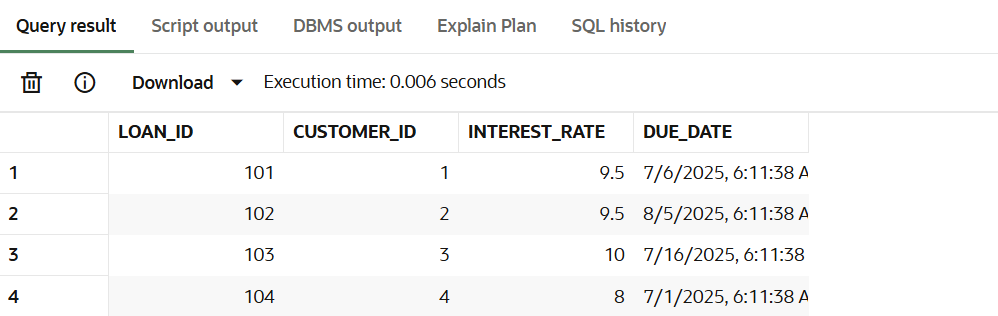 Query result Script output DBMS output Explain Plan SQL history
Download Execution time: 0.006 seconds
LOAN_ID CUSTOMER_ID INTEREST_RATE DUE_DATE
1 101 1 9.5 7/6/2025, 6:11:38 A
2 102 2 9.5 8/5/2025, 6:11:38 A
3 103 3 10 7/16/2025, 6:11:38
4 104 4 8 7/1/2025, 6:11:38 A